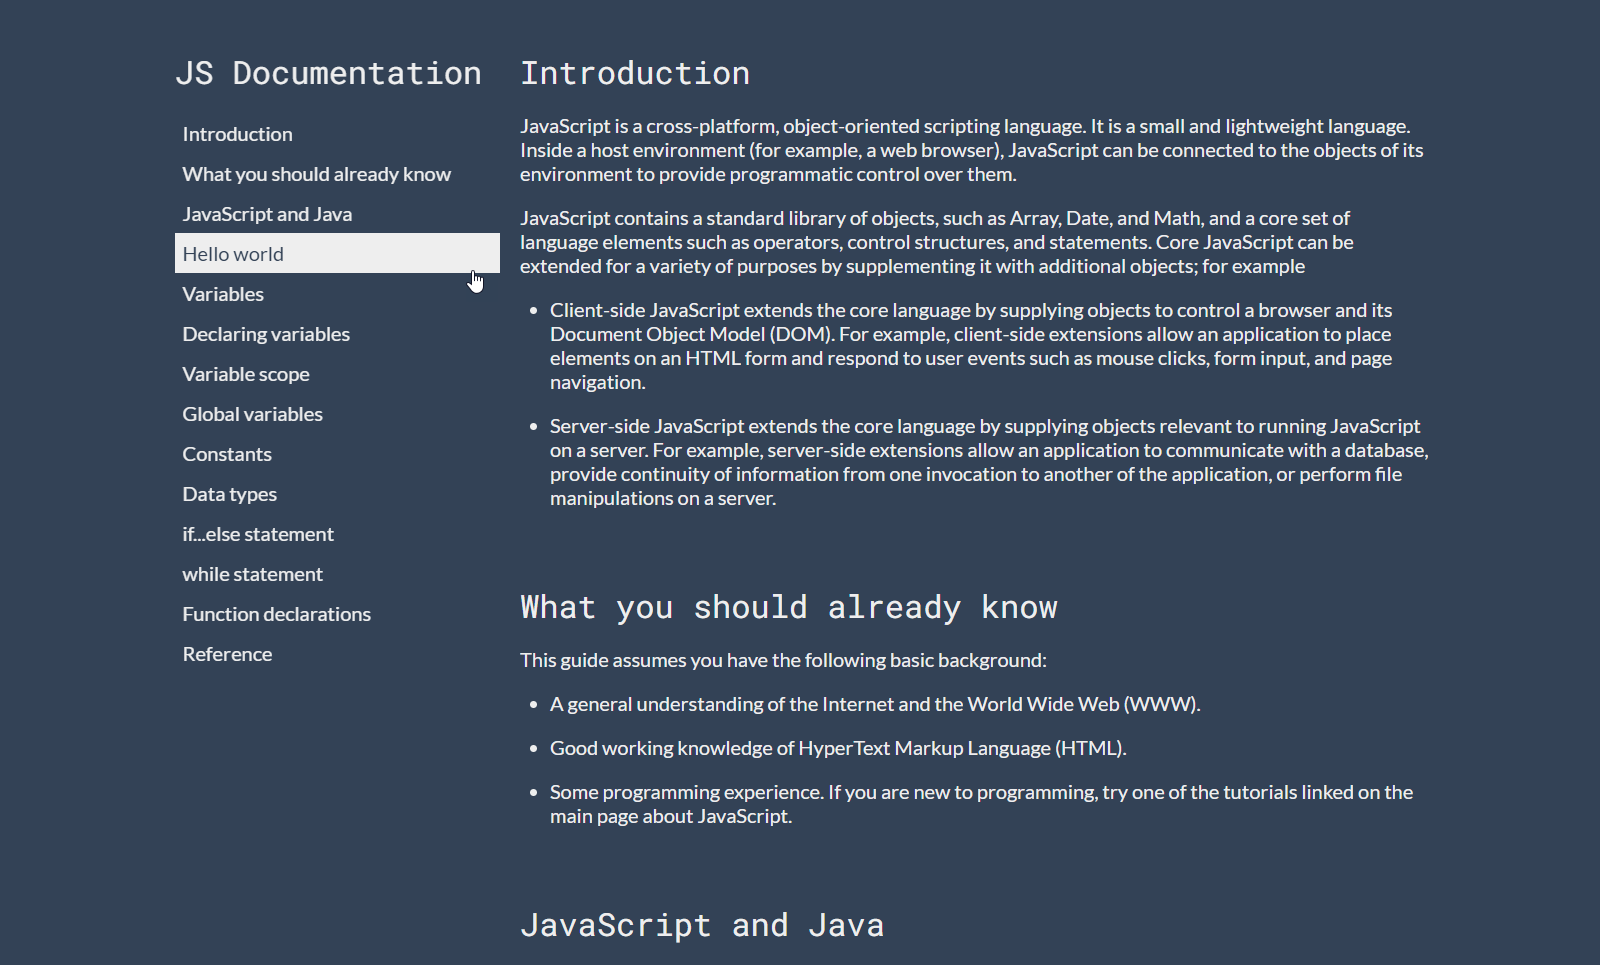 JS Documentation
Introduction
What you should already know
JavaScript and Java
Hello world
Variables
Declaring variables
Variable scope
Global variables
Constants
Data types
if...else statement
while statement
Function declarations
Reference
Introduction
JavaScript is a cross-platform, object-oriented scripting language. It is a small and lightweight language.
Inside a host environment (for example, a web browser), JavaScript can be connected to the objects of its
environment to provide programmatic control over them.
JavaScript contains a standard library of objects, such as Array, Date, and Math, and a core set of
language elements such as operators, control structures, and statements. Core JavaScript can be
extended for a variety of purposes by supplementing it with additional objects; for example
• Client-side JavaScript extends the core language by supplying objects to control a browser and its
Document Object Model (DOM). For example, client-side extensions allow an application to place
elements on an HTML form and respond to user events such as mouse clicks, form input, and page
navigation.
• Server-side JavaScript extends the core language by supplying objects relevant to running JavaScript
on a server. For example, server-side extensions allow an application to communicate with a database,
provide continuity of information from one invocation to another of the application, or perform file
manipulations on a server.
What you should already know
This guide assumes you have the following basic background:
• A general understanding of the Internet and the World Wide Web (WWW).
• Good working knowledge of HyperText Markup Language (HTML).
• Some programming experience. If you are new to programming, try one of the tutorials linked on the
main page about JavaScript.
JavaScript and Java